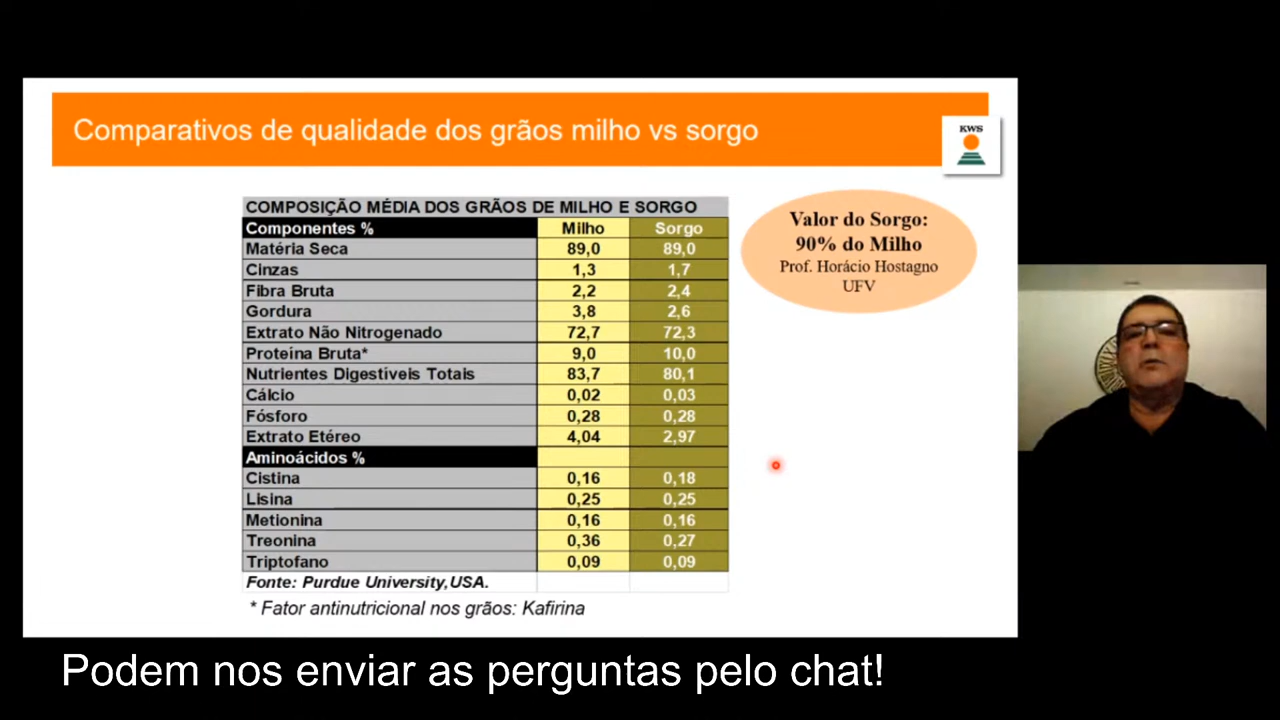 Comparativos de qualidade dos grãos milho vs sorgo
KWS
COMPOSIÇÃO MÉDIA DOS GRÃOS DE MILHO E SORGO
Componentes % Milho Sorgo
Matéria Seca 89,0 89,0
Cinzas 1,3 1,7
Fibra Bruta 2,2 2,4
Gordura 3,8 2,6
Extrato Não Nitrogenado 72,7 72,3
Proteína Bruta* 9,0 10,0
Nutrientes Digestíveis Totais 83,7 80,1
Cálcio 0,02 0,03
Fósforo 0,28 0,28
Extrato Etéreo 4,04 2,97
Aminoácidos %
Cistina 0,16 0,18
Lisina 0,25 0,25
Metionina 0,16 0,16
Treonina 0,36 0,27
Triptofano 0,09 0,09
Fonte: Purdue University,USA.
* Fator antinutricional nos grãos: Kafirina
Valor do Sorgo:
90% do Milho
Prof. Horácio Hostagno
UFV
Podem nos enviar as perguntas pelo chat!